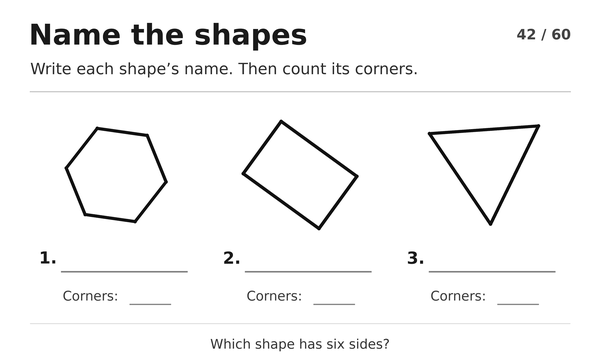 Name the shapes
42 / 60
Write each shape’s name. Then count its corners.
1. 2. 3.
Corners: Corners: Corners:
Which shape has six sides?